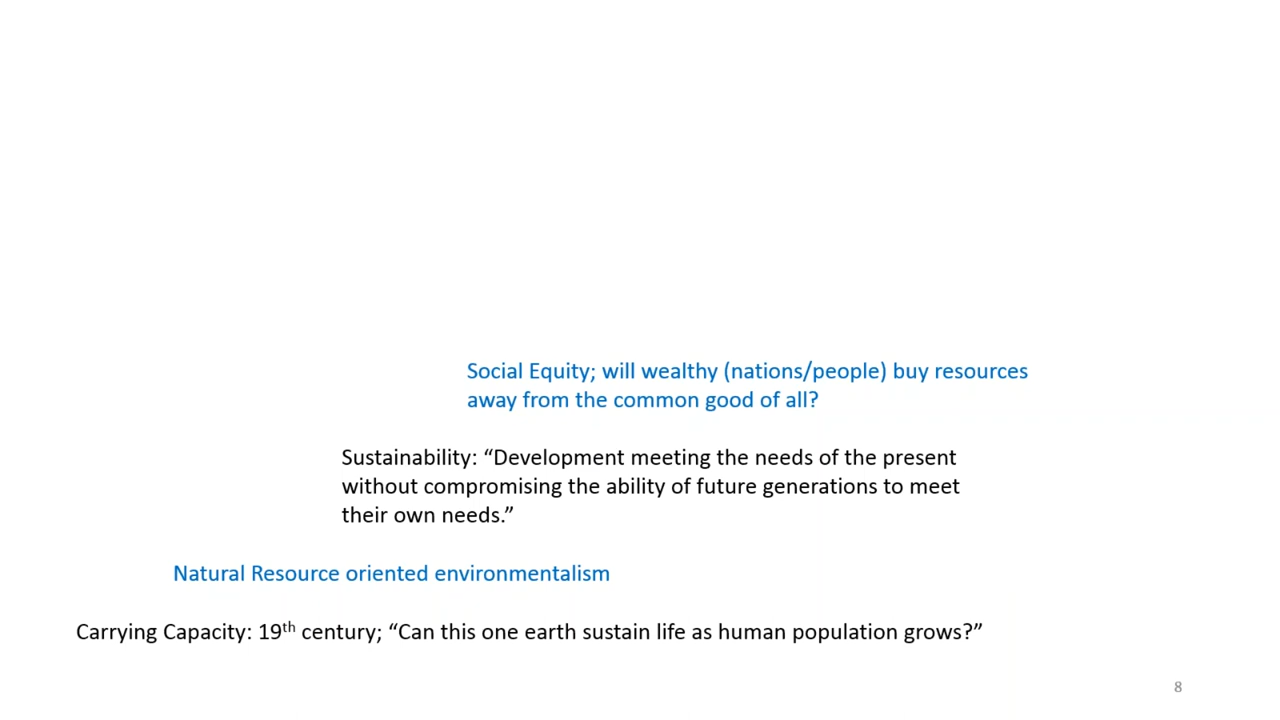 Social Equity; will wealthy (nations/people) buy resources
away from the common good of all?
Sustainability: “Development meeting the needs of the present
without compromising the ability of future generations to meet
their own needs.”
Natural Resource oriented environmentalism
Carrying Capacity: 19th century; “Can this one earth sustain life as human population grows?”
8